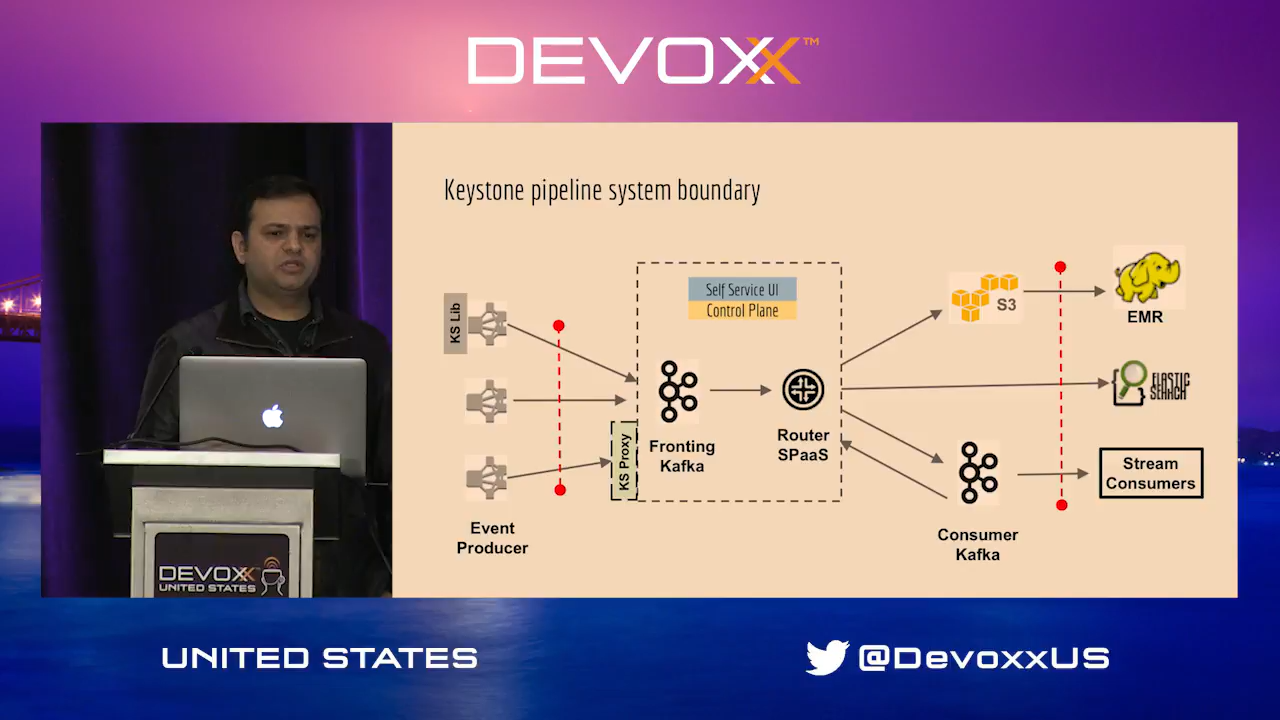 DEVOXX™
Keystone pipeline system boundary
Self Service UI
Control Plane
KS Lib
S3
EMR
ELASTIC
SEARCH
KS Proxy
Fronting
Kafka
Router
SPaaS
Stream
Consumers
Event
Producer
Consumer
Kafka
DEVOXX
UNITED STATES
UNITED STATES
@DevoxxUS